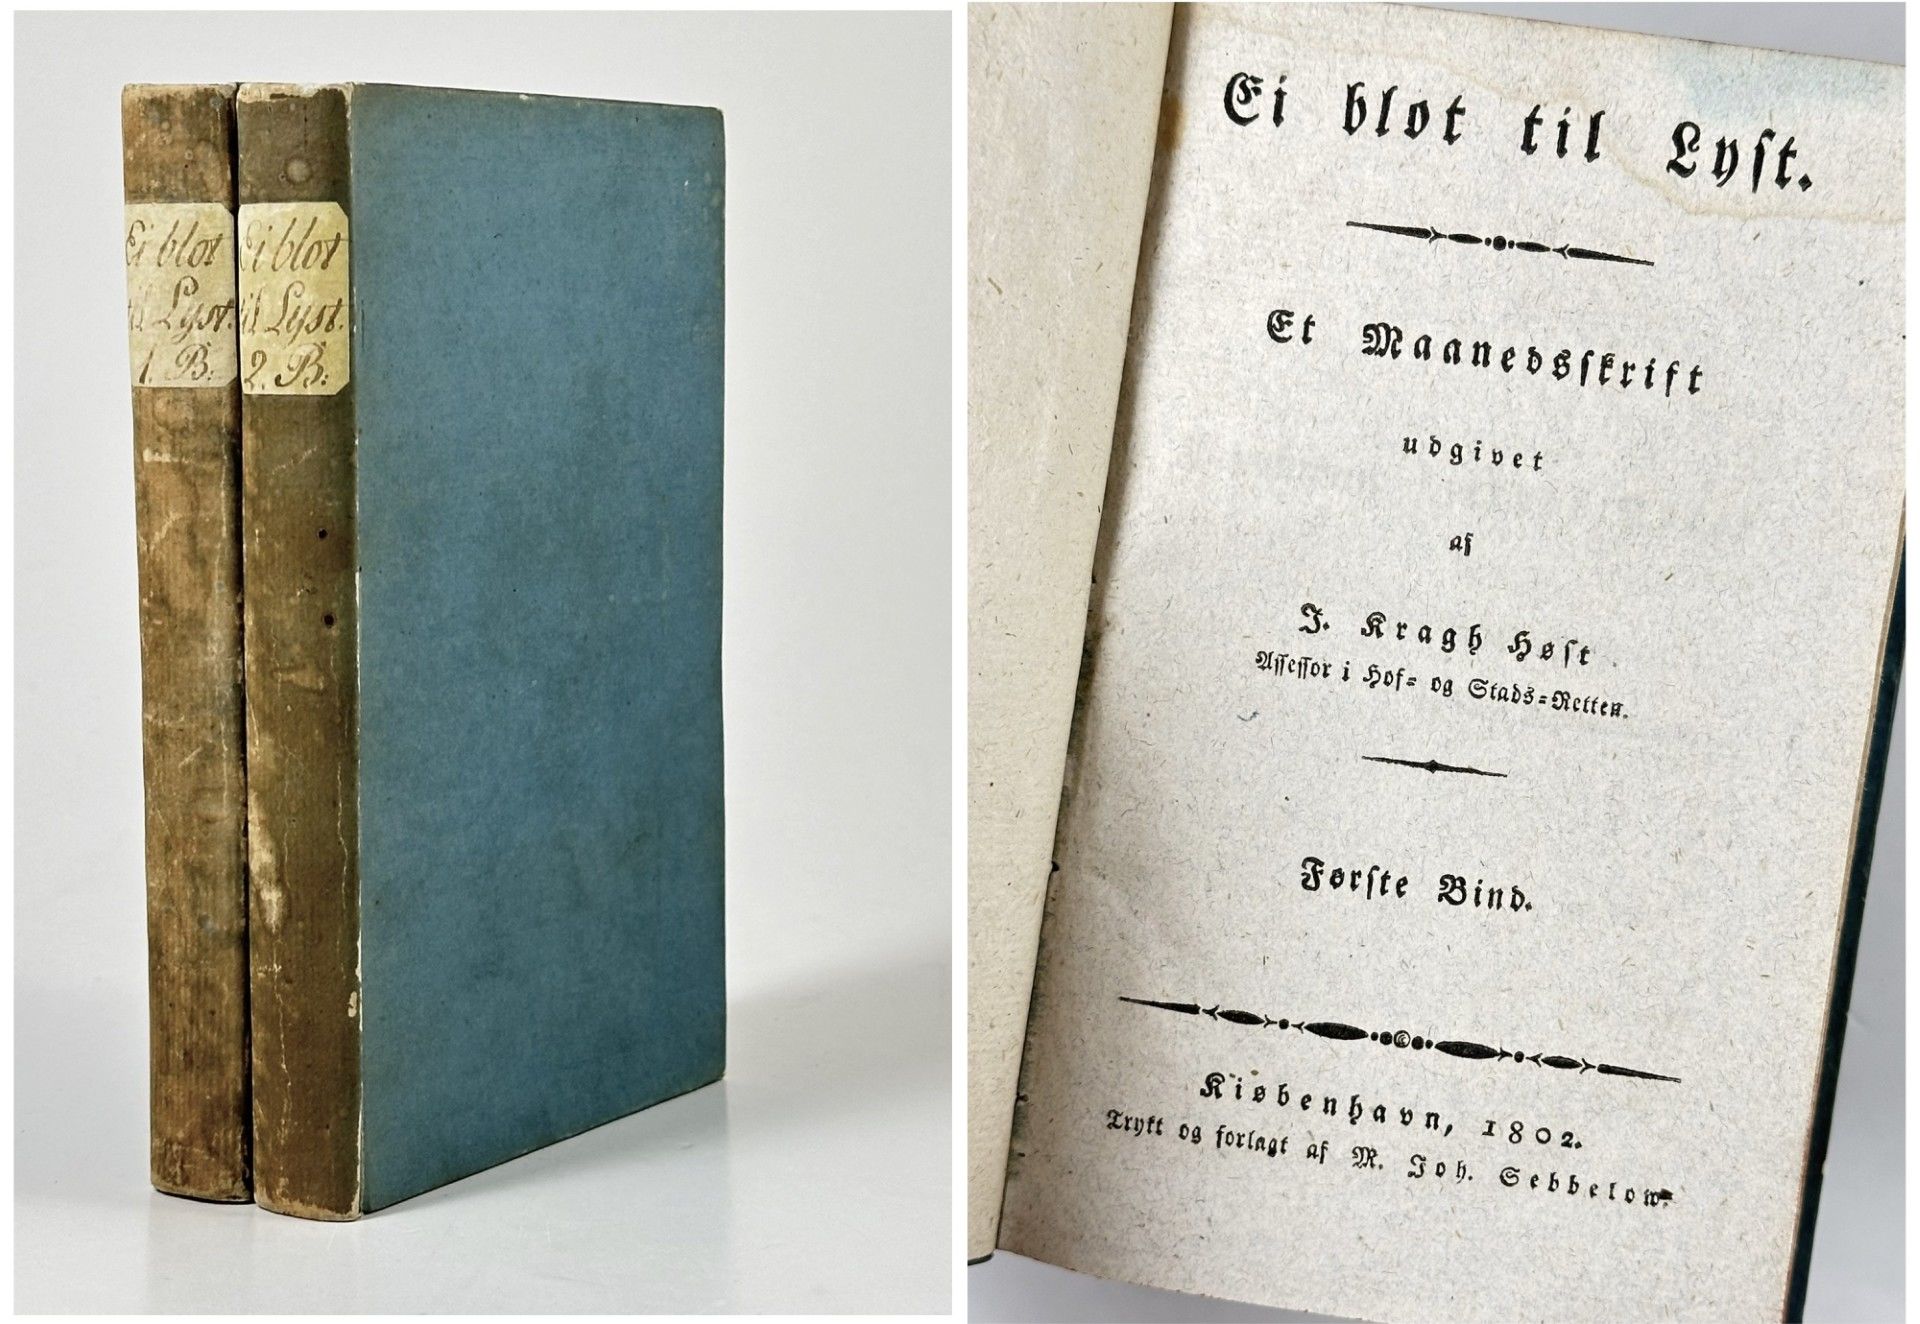 Ei blot
til Lyst.
1. B:
Ei blot
til Lyst.
2. B:
Ei blot til Lyst.
Et Maanedsskrift
udgivet
af
J. Kragh Høst
Assessor i Hof- og Stads-Retten.
Første Bind.
Kiøbenhavn, 1802.
Trykt og forlagt af M. Joh. Sebbelow.